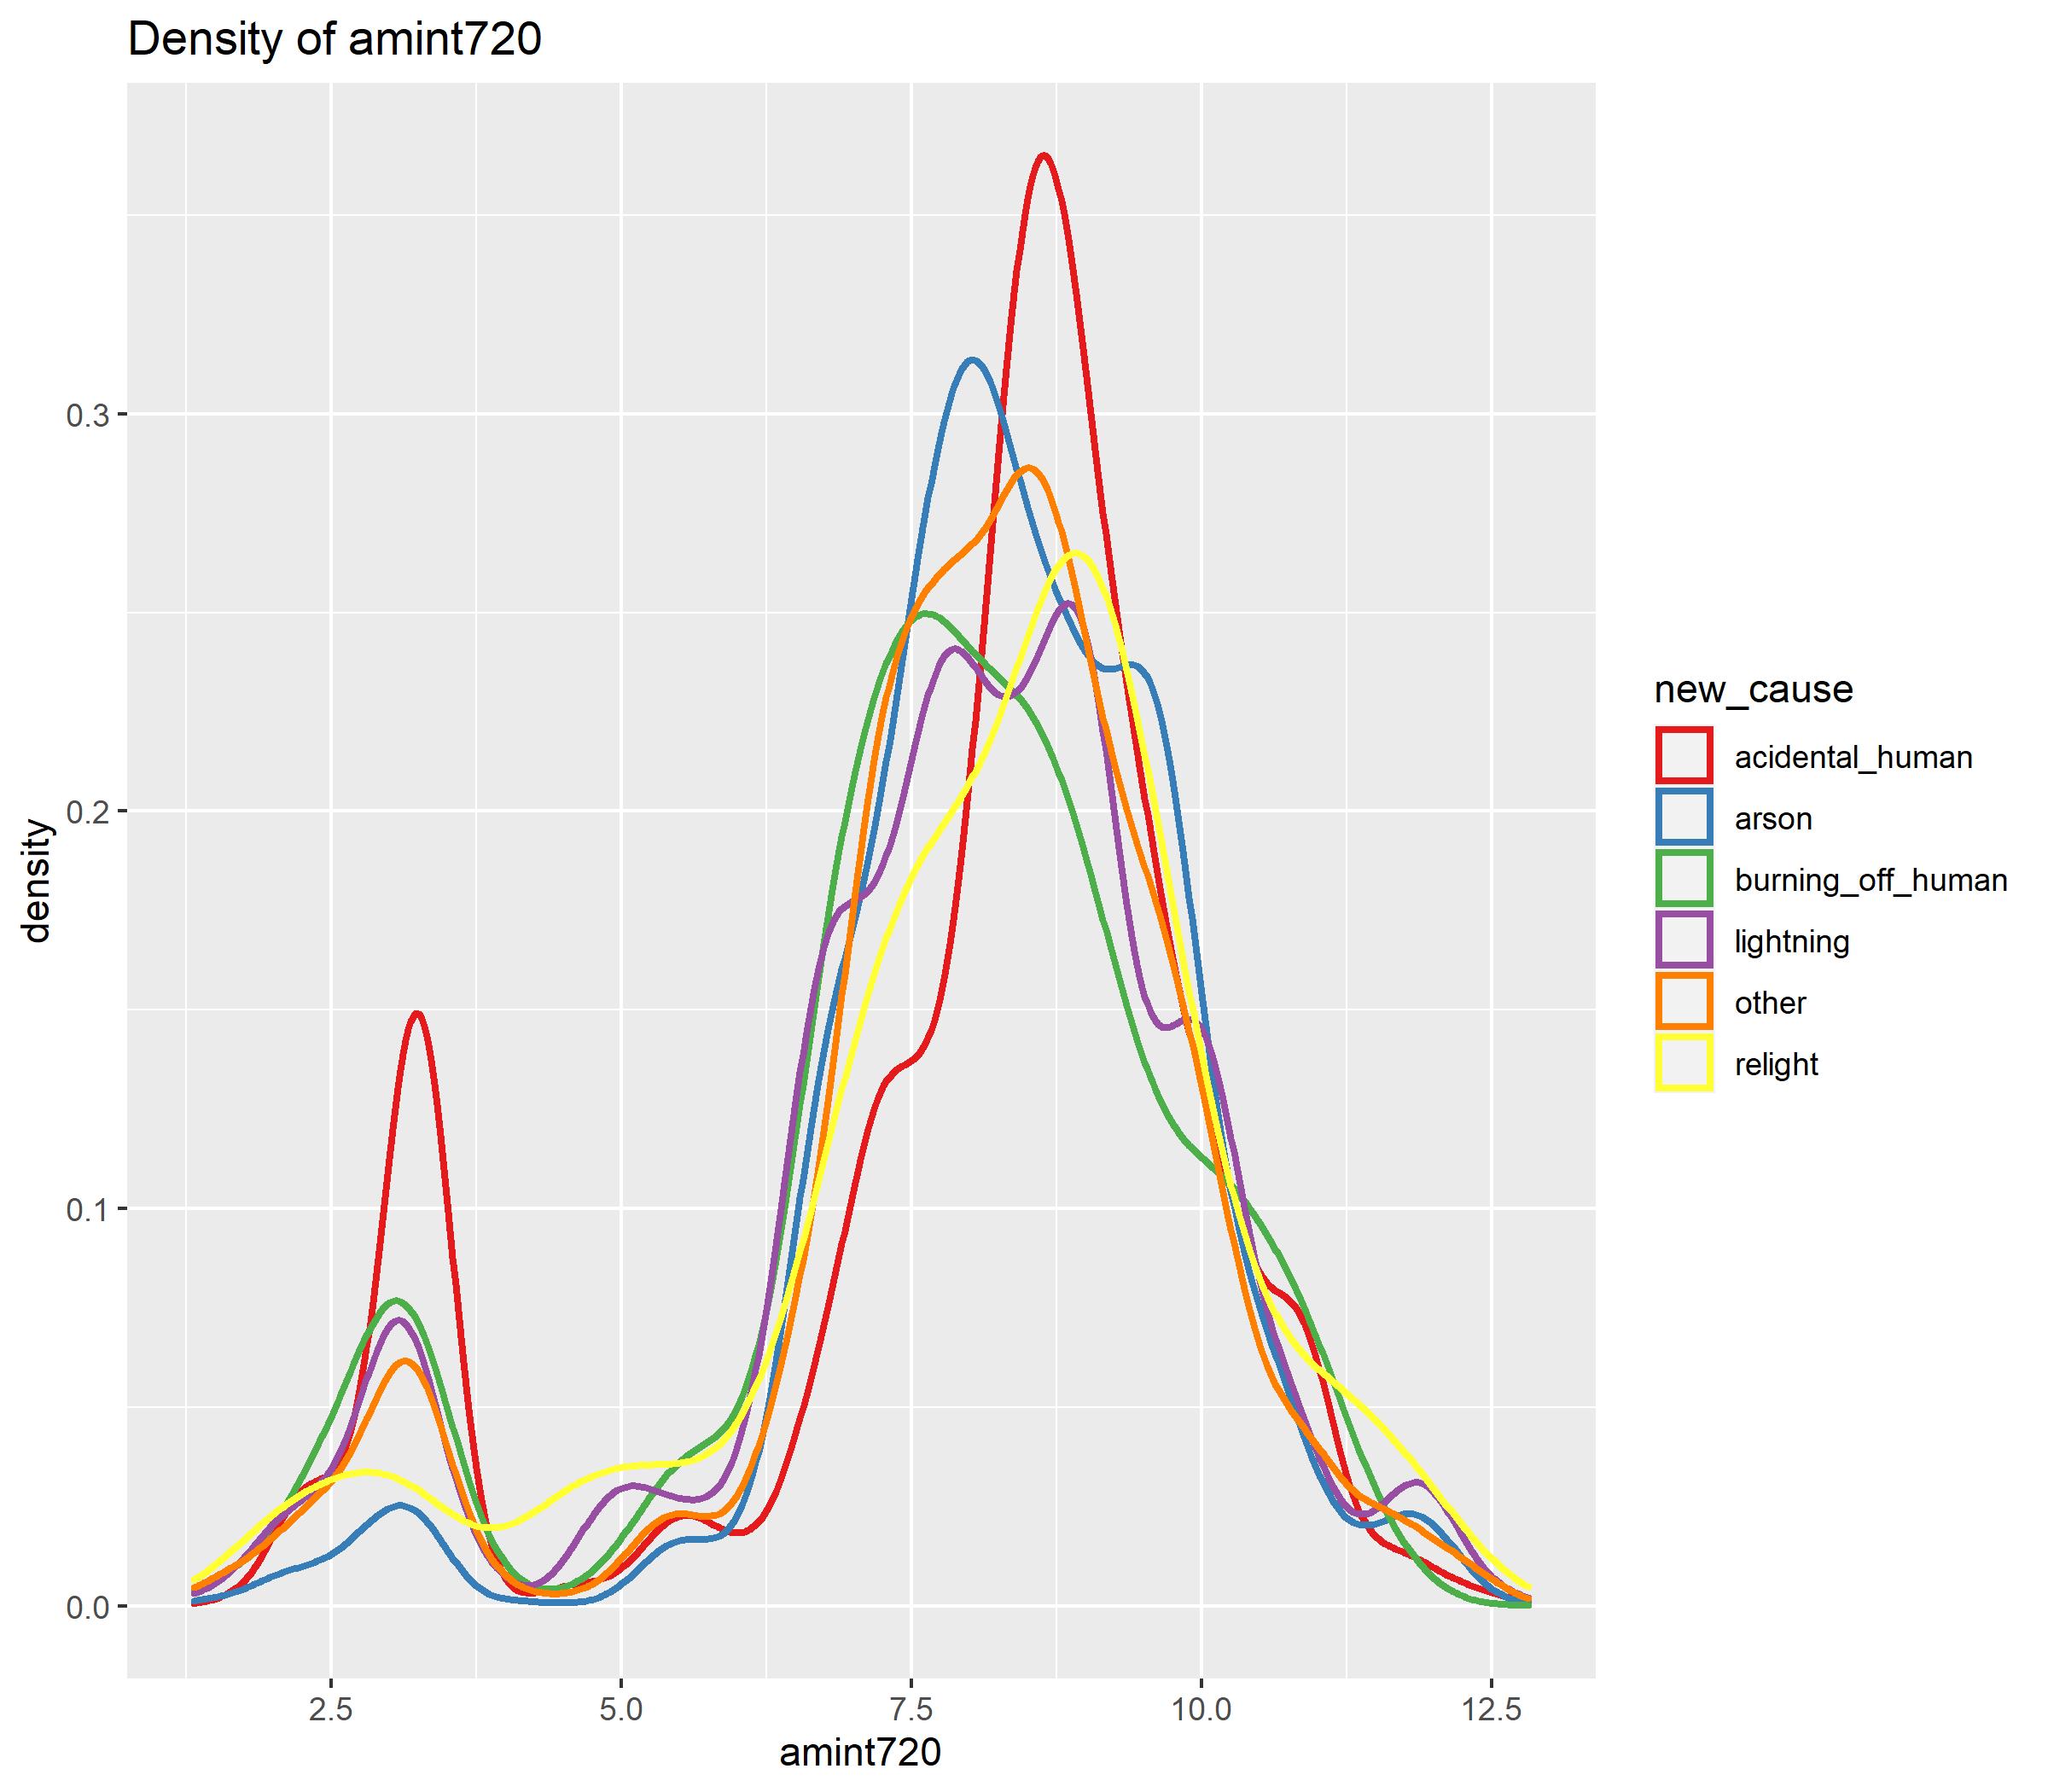 Density of amint720
density
0.3
0.2
0.1
0.0
2.5 5.0 7.5 10.0 12.5
amint720
new_cause
acidental_human
arson
burning_off_human
lightning
other
relight